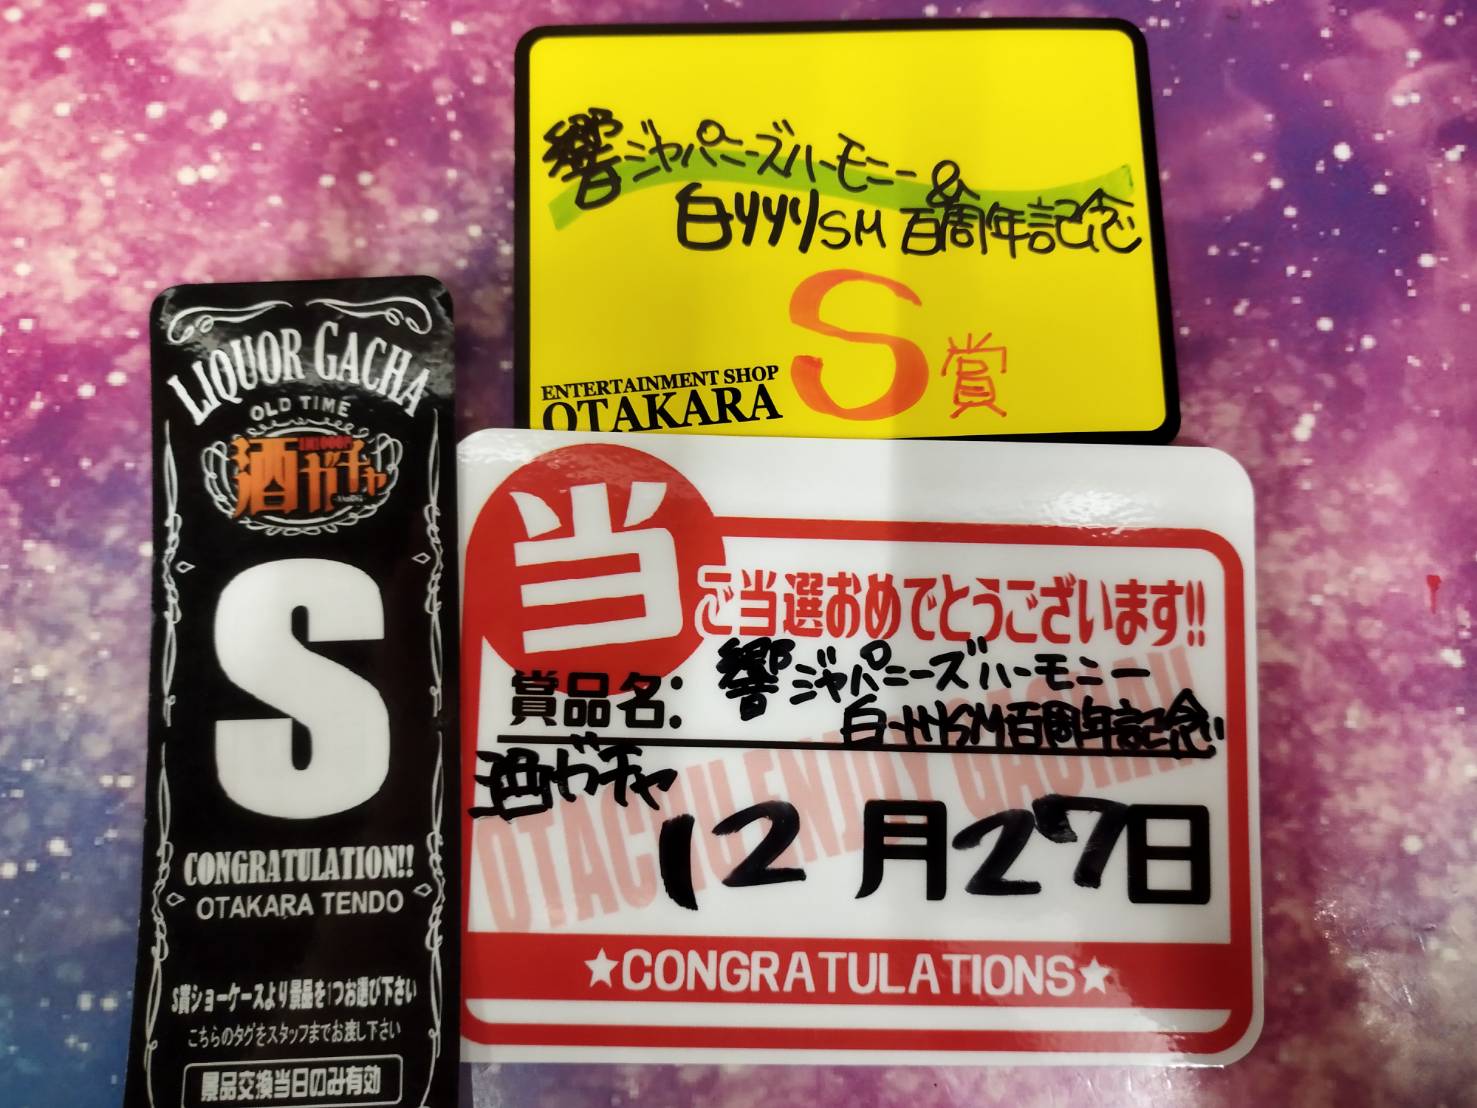 響ジャパニーズハーモニー&
白州SM 百周年記念
S賞
ENTERTAINMENT SHOP
OTAKARA
LIQUOR GACHA
OLD TIME
酒ガチャ
S
CONGRATULATION!!
OTAKARA TENDO
S賞ショーケースより景品を1つお選び下さい
こちらのタグをスタッフまでお渡し下さい
景品交換当日のみ有効
当
ご当選おめでとうございます!!
賞品名:響ジャパニーズハーモニー
白州SM百周年記念
酒ガチャ
12月27日
OTACHU ENJOY GACHA
★CONGRATULATIONS★